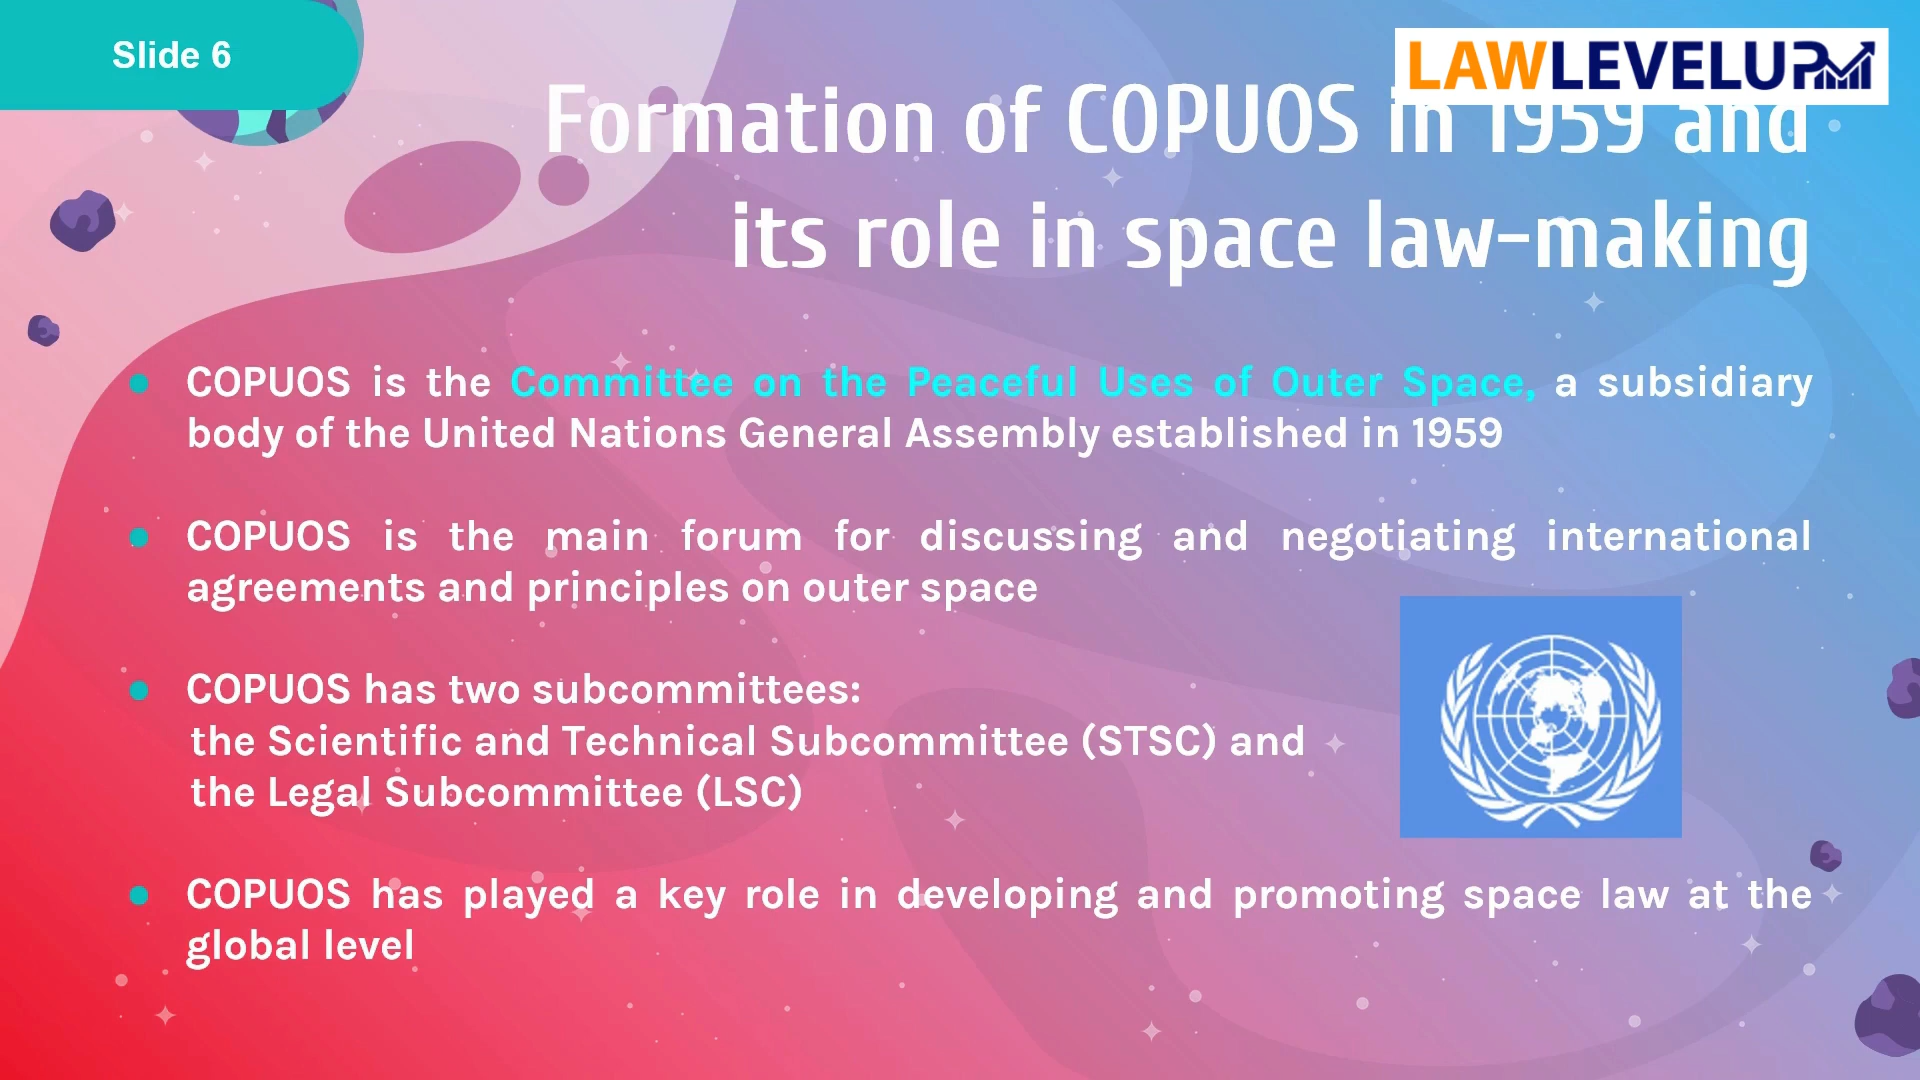 Slide 6
LAWLEVELUP
Formation of COPUOS in 1959 and
its role in space law-making
COPUOS is the Committee on the Peaceful Uses of Outer Space, a subsidiary
body of the United Nations General Assembly established in 1959
COPUOS is the main forum for discussing and negotiating international
agreements and principles on outer space
COPUOS has two subcommittees:
the Scientific and Technical Subcommittee (STSC) and
the Legal Subcommittee (LSC)
COPUOS has played a key role in developing and promoting space law at the
global level